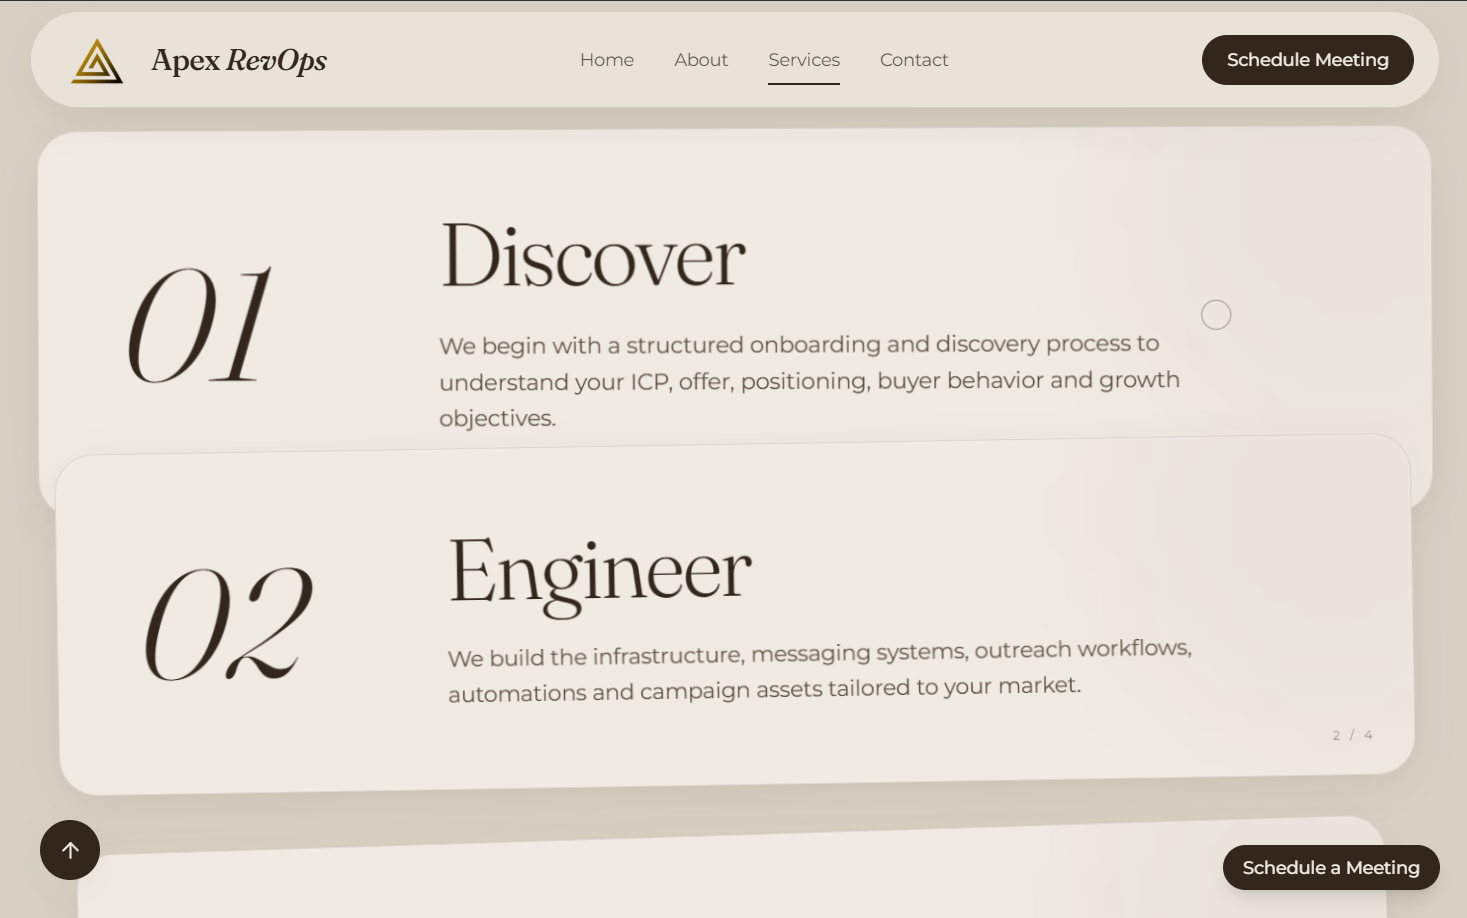 Apex RevOps
Home About Services Contact
Schedule Meeting
01
Discover
We begin with a structured onboarding and discovery process to
understand your ICP, offer, positioning, buyer behavior and growth
objectives.
02
Engineer
We build the infrastructure, messaging systems, outreach workflows,
automations and campaign assets tailored to your market.
2 / 4
Schedule a Meeting